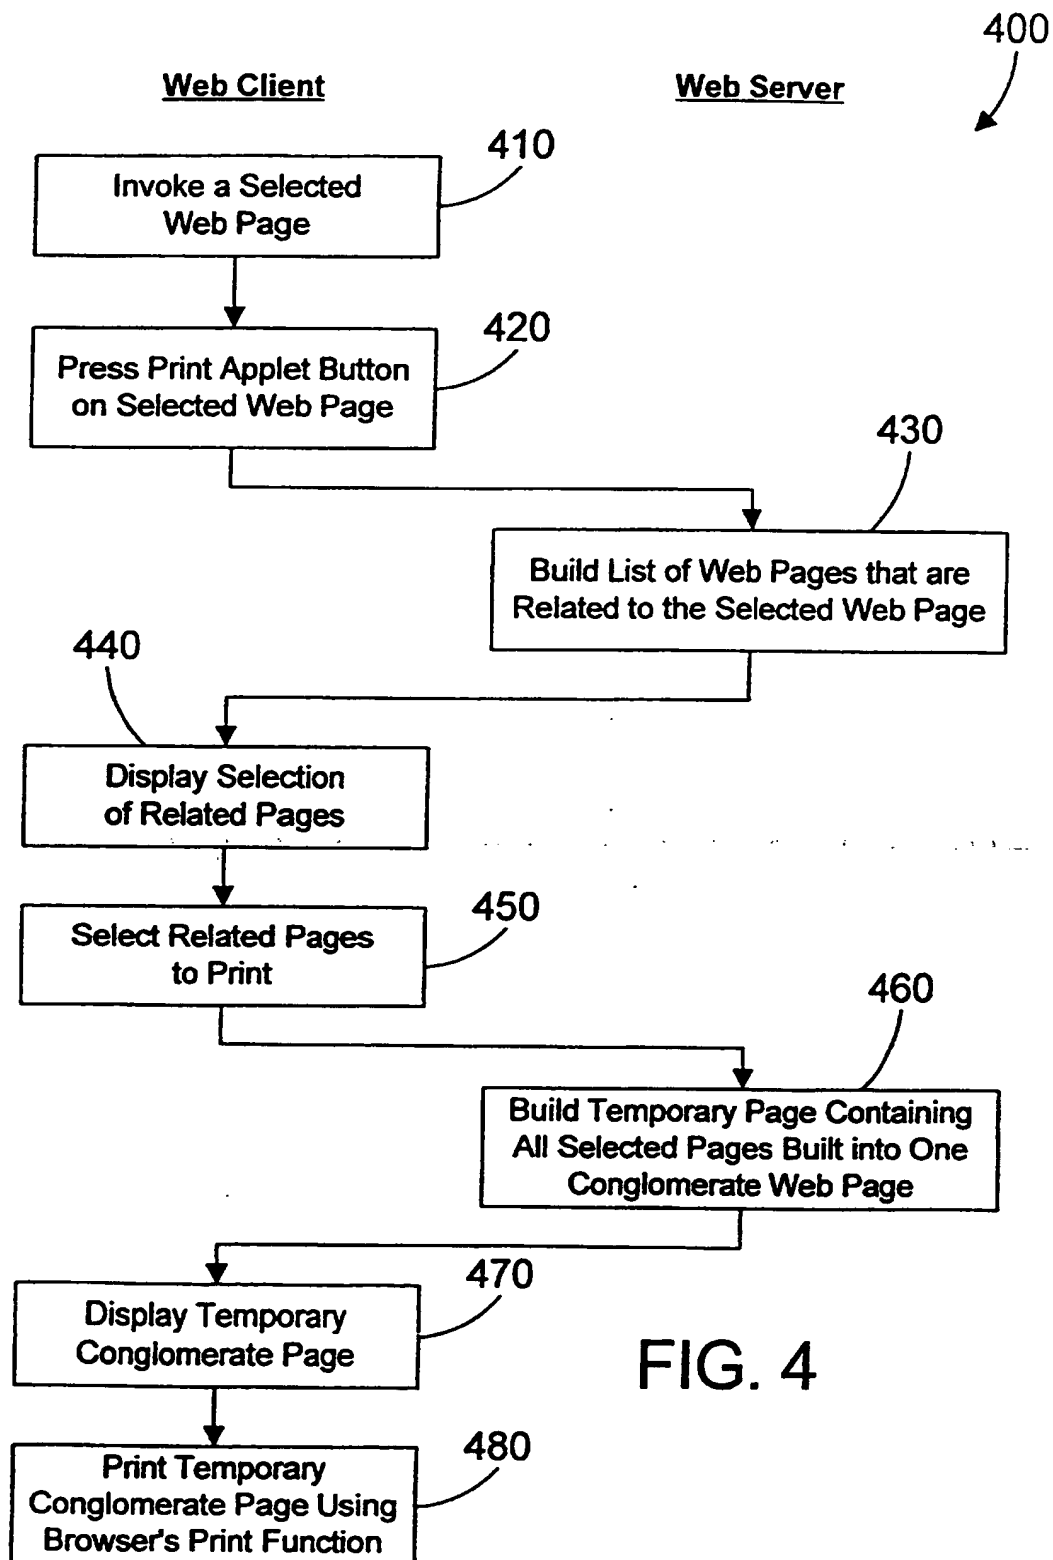 400
Web Client
Web Server
410
Invoke a Selected
Web Page
420
Press Print Applet Button
on Selected Web Page
430
Build List of Web Pages that are
Related to the Selected Web Page
440
Display Selection
of Related Pages
450
Select Related Pages
to Print
460
Build Temporary Page Containing
All Selected Pages Built into One
Conglomerate Web Page
470
Display Temporary
Conglomerate Page
FIG. 4
480
Print Temporary
Conglomerate Page Using
Browser's Print Function